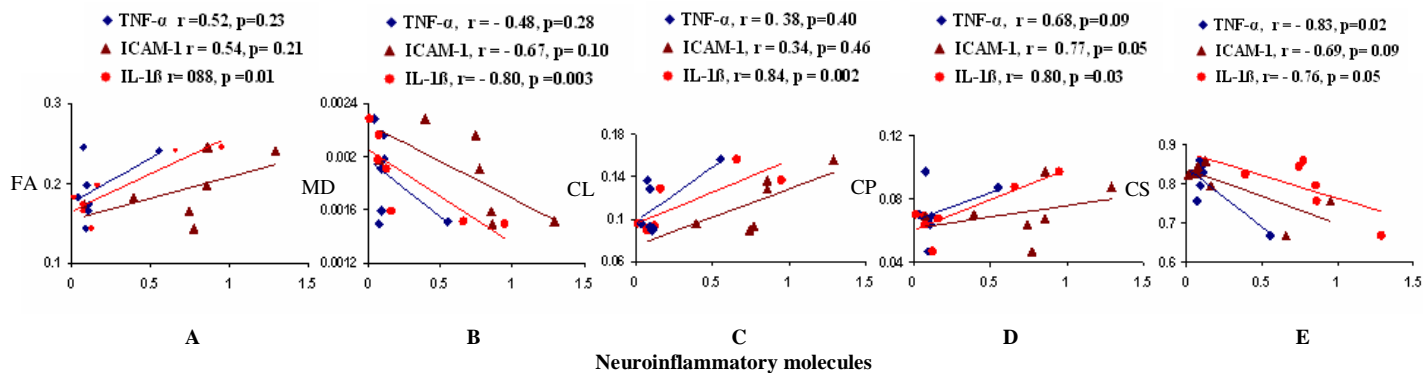 TNF-α r=0.52, p=0.23
ICAM-1 r = 0.54, p= 0.21
IL-1ß r= 088, p =0.01
0.3
0.2
0.1
FA
0 0.5 1 1.5
A
TNF-α, r = - 0.48, p=0.28
ICAM-1, r = - 0.67, p= 0.10
IL-1ß, r= - 0.80, p = 0.003
0.0024
0.002
0.0016
0.0012
MD
0 0.5 1 1.5
B
TNF-α, r = 0. 38, p=0.40
ICAM-1, r = 0.34, p= 0.46
IL-1ß, r= 0.84, p = 0.002
0.18
0.14
0.1
0.06
CL
0 0.5 1 1.5
C
TNF-α, r = 0.68, p=0.09
ICAM-1, r = 0.77, p= 0.05
IL-1ß, r= 0.80, p =0.03
0.12
0.08
0.04
CP
0 0.5 1 1.5
D
TNF-α, r = - 0.83, p=0.02
ICAM-1, r= - 0.69, p = 0.09
IL-1ß, r= - 0.76, p = 0.05
0.9
0.8
0.7
0.6
CS
0 0.5 1 1.5
E
Neuroinflammatory molecules